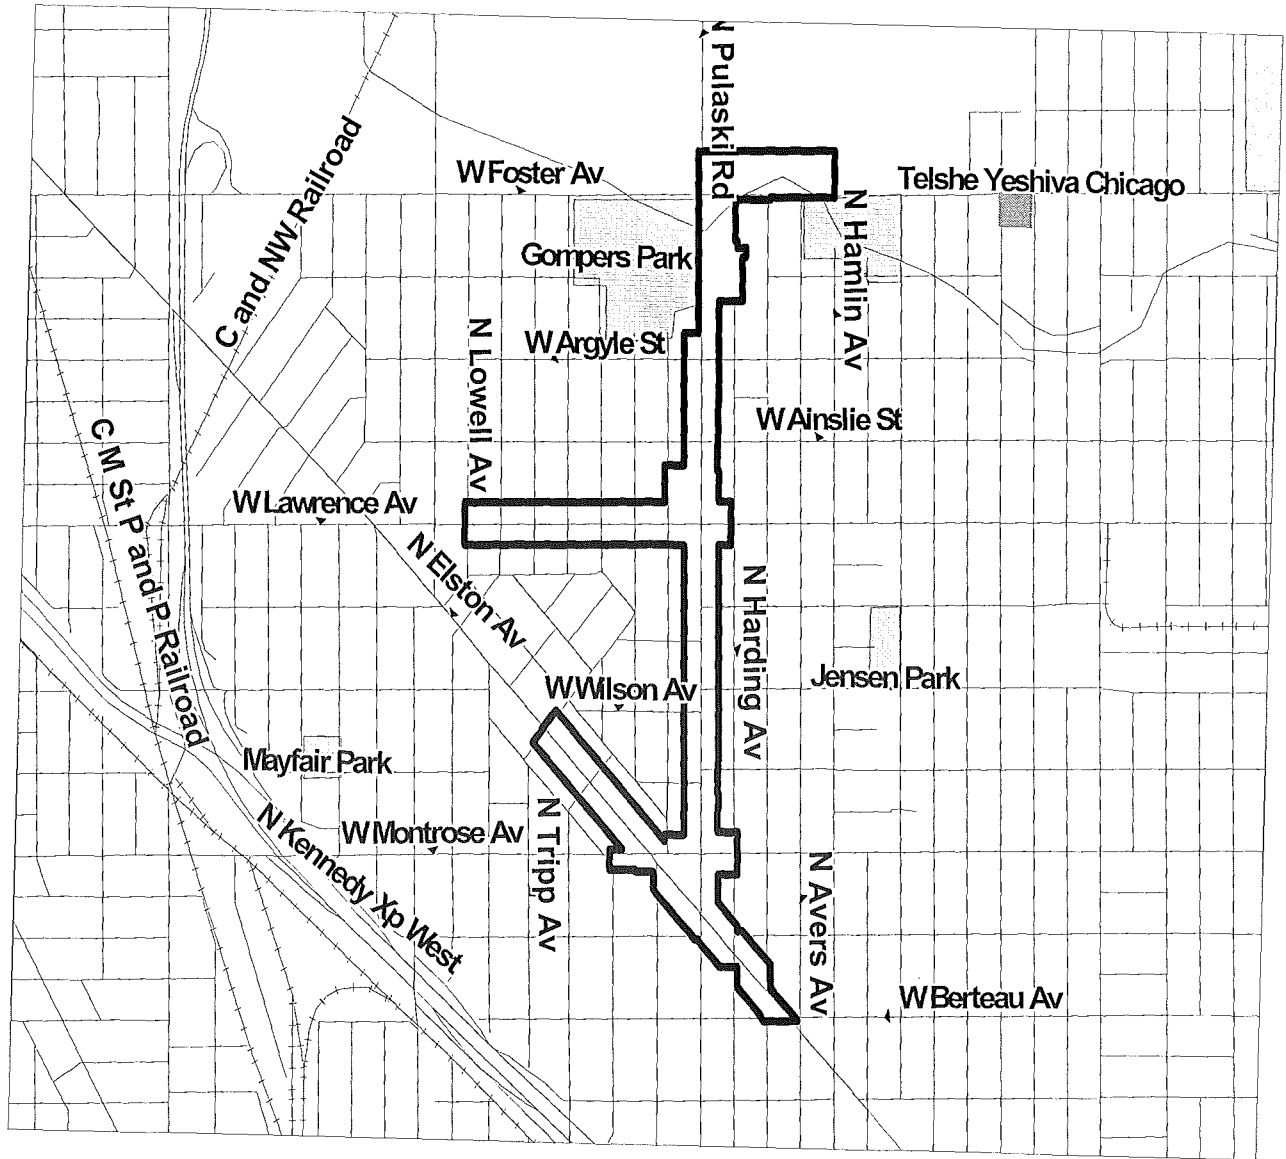 N Pulaski Rd
W Foster Av
Telshe Yeshiva Chicago
C and NW Railroad
Gompers Park
N Hamlin Av
N Lowell Av
W Argyle St
W Ainslie St
C M St P and P Railroad
W Lawrence Av
N Elston Av
N Harding Av
W Wilson Av
Jensen Park
Mayfair Park
N Kennedy Xp West
W Montrose Av
N Tripp Av
N Avers Av
W Berteau Av